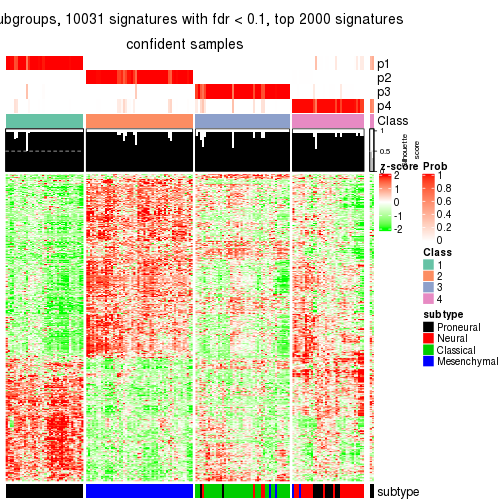 ubgroups, 10031 signatures with fdr < 0.1, top 2000 signatures
confident samples
p1
p2
p3
p4
Class
1
0.5
0
silhouette
score
z-score
2
1
0
-1
-2
Prob
1
0.8
0.6
0.4
0.2
0
Class
1
2
3
4
subtype
Proneural
Neural
Classical
Mesenchymal
subtype